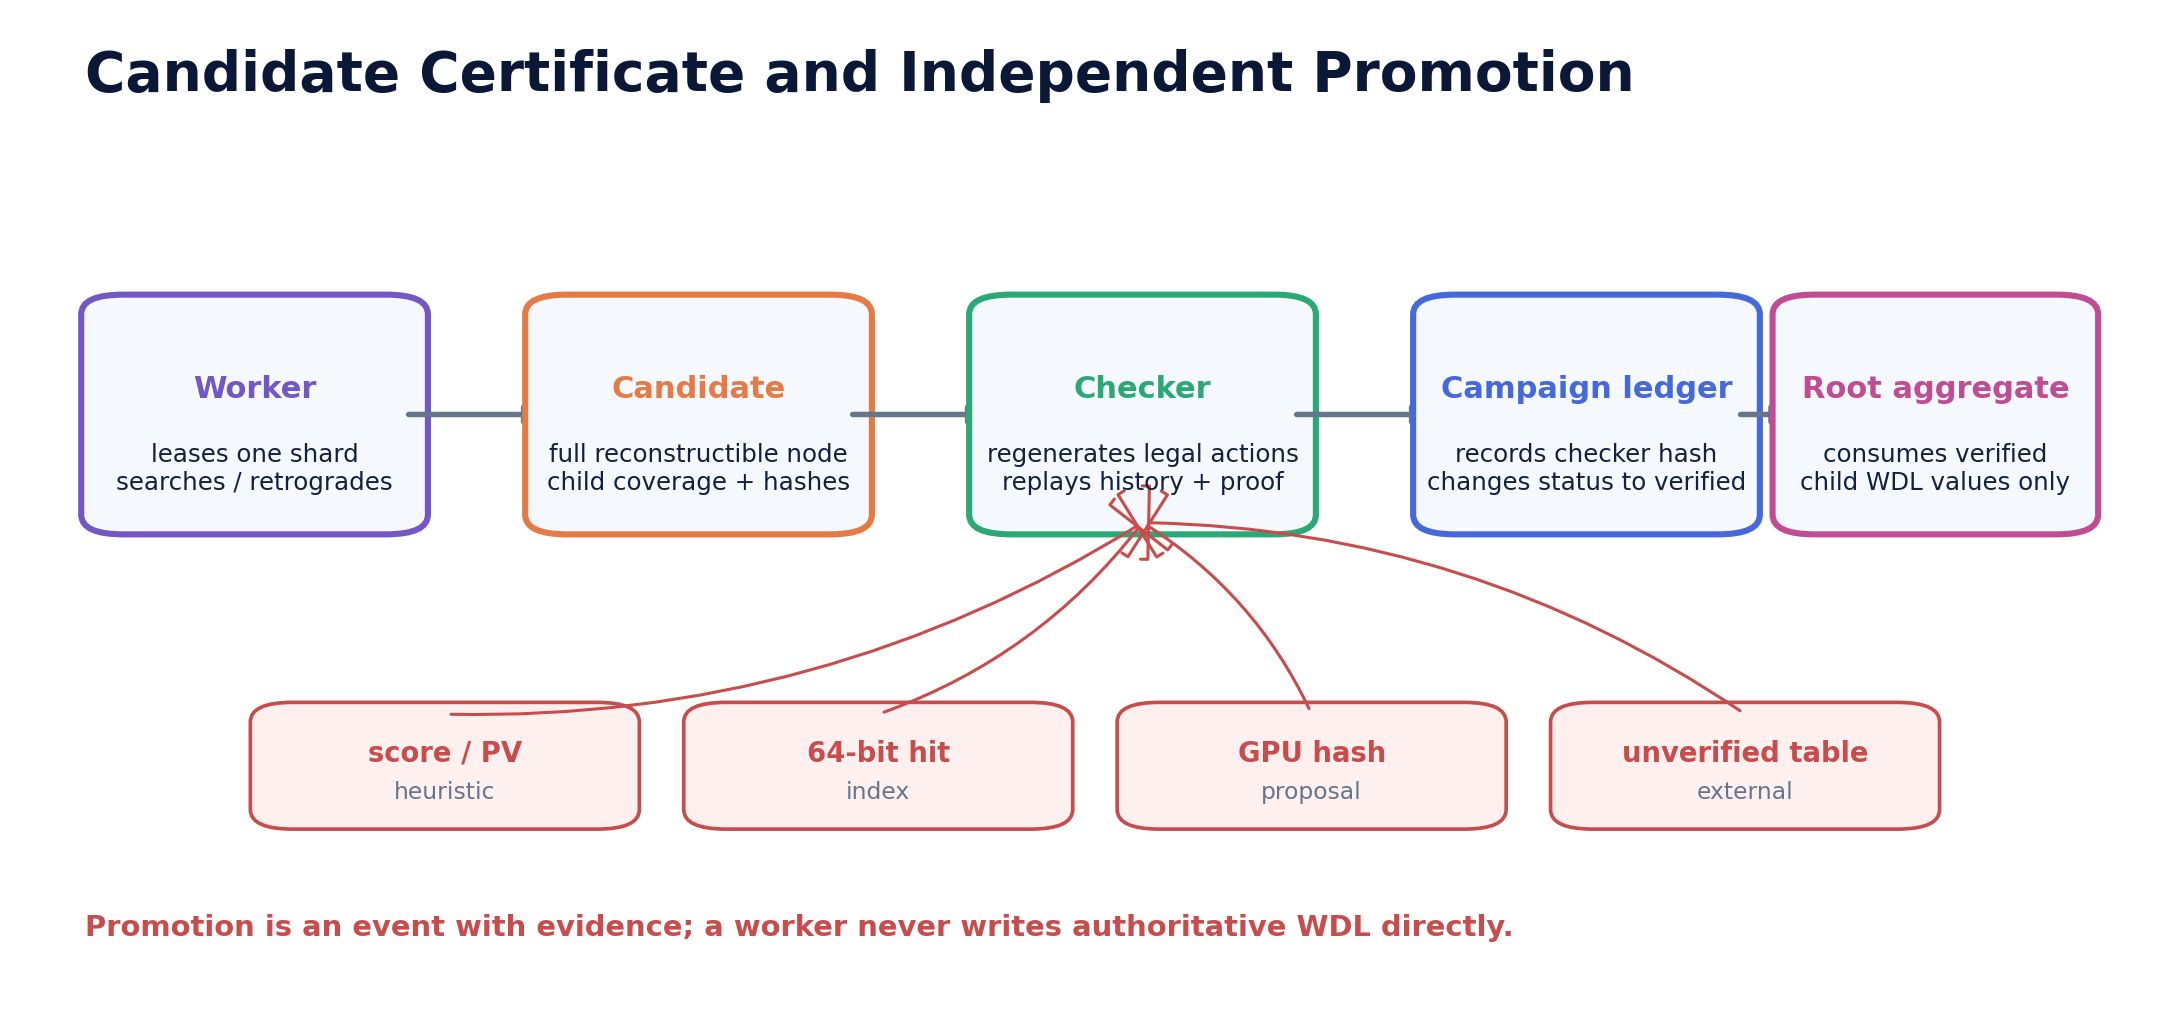 Candidate Certificate and Independent Promotion
Worker
leases one shard
searches / retrogrades
Candidate
full reconstructible node
child coverage + hashes
Checker
regenerates legal actions
replays history + proof
Campaign ledger
records checker hash
changes status to verified
Root aggregate
consumes verified
child WDL values only
score / PV
heuristic
64-bit hit
index
GPU hash
proposal
unverified table
external
Promotion is an event with evidence; a worker never writes authoritative WDL directly.